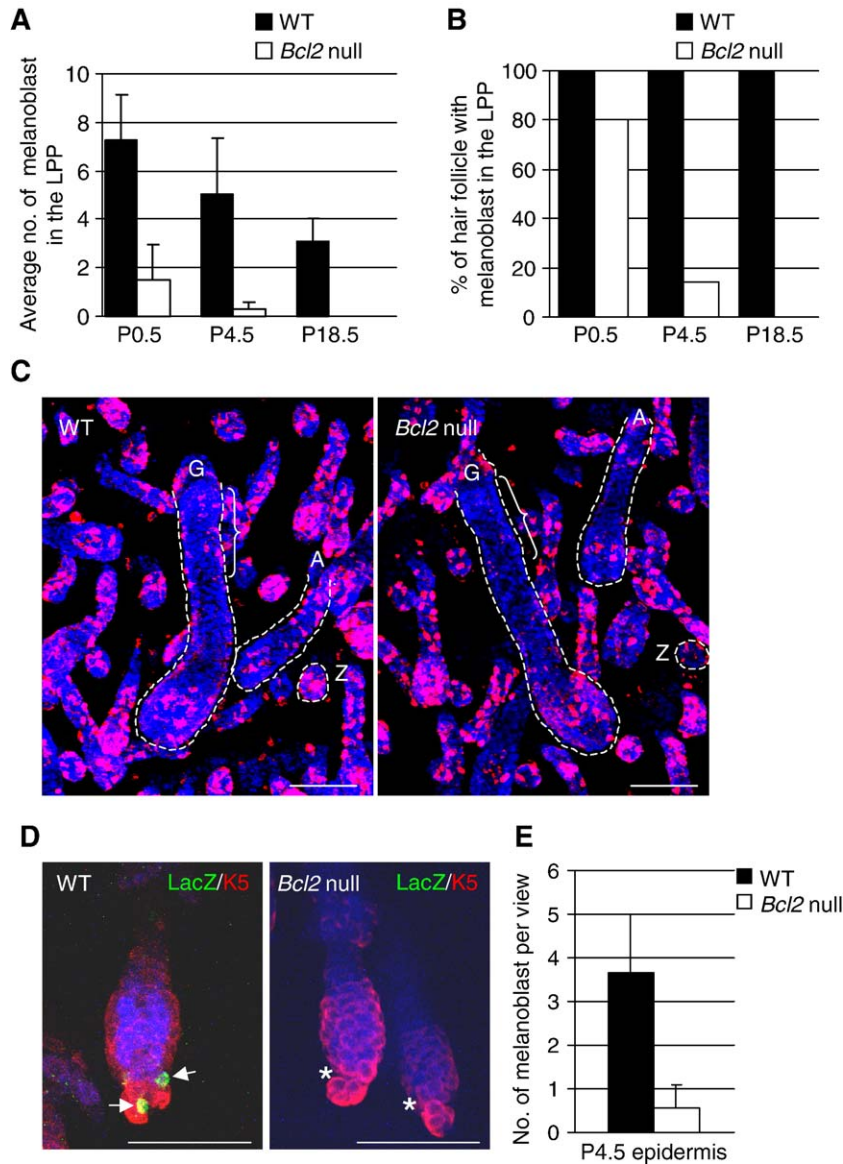 A
WT
Bcl2 null
Average no. of melanoblast
in the LPP
10
8
6
4
2
0
P0.5 P4.5 P18.5
B
WT
Bcl2 null
% of hair follicle with
melanoblast in the LPP
100
80
60
40
20
0
P0.5 P4.5 P18.5
C
WT
G
A
Z
Bcl2 null
G
A
Z
D
WT LacZ/K5
Bcl2 null LacZ/K5
*
*
E
WT
Bcl2 null
No. of melanoblast per view
6
5
4
3
2
1
0
P4.5 epidermis